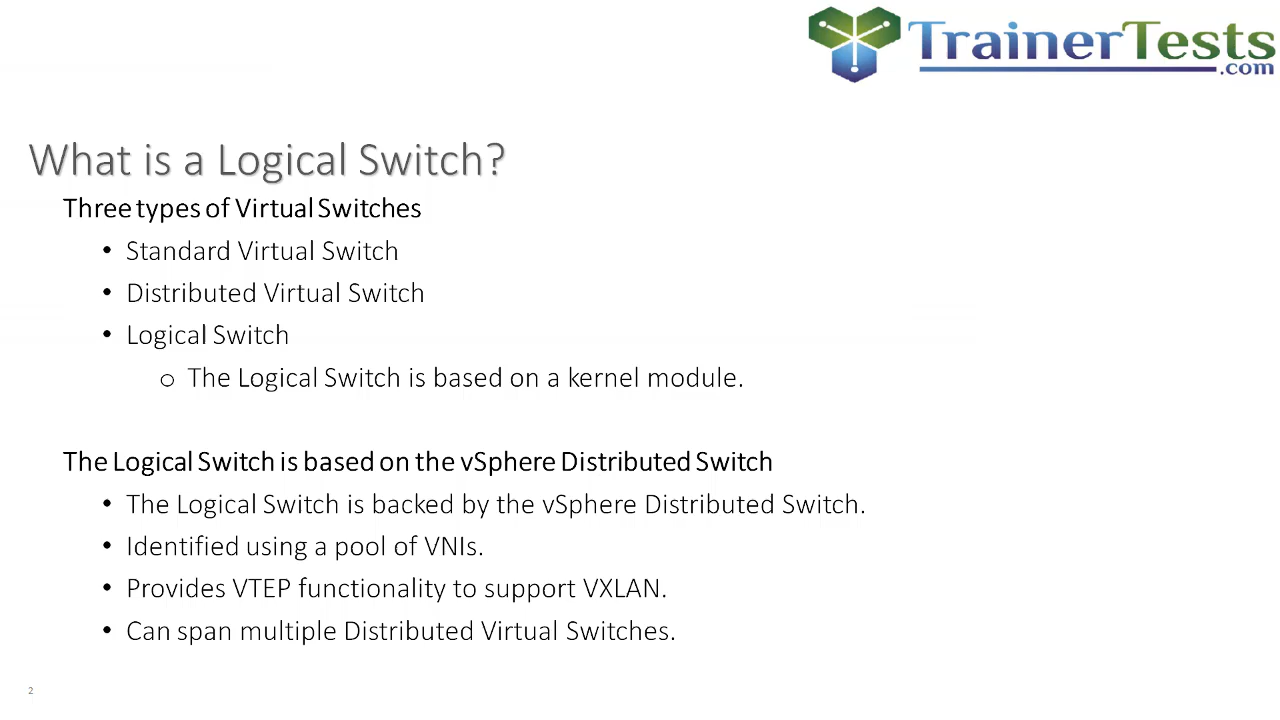 TrainerTests
.com
What is a Logical Switch?
Three types of Virtual Switches
• Standard Virtual Switch
• Distributed Virtual Switch
• Logical Switch
o The Logical Switch is based on a kernel module.
The Logical Switch is based on the vSphere Distributed Switch
• The Logical Switch is backed by the vSphere Distributed Switch.
• Identified using a pool of VNIs.
• Provides VTEP functionality to support VXLAN.
• Can span multiple Distributed Virtual Switches.
2